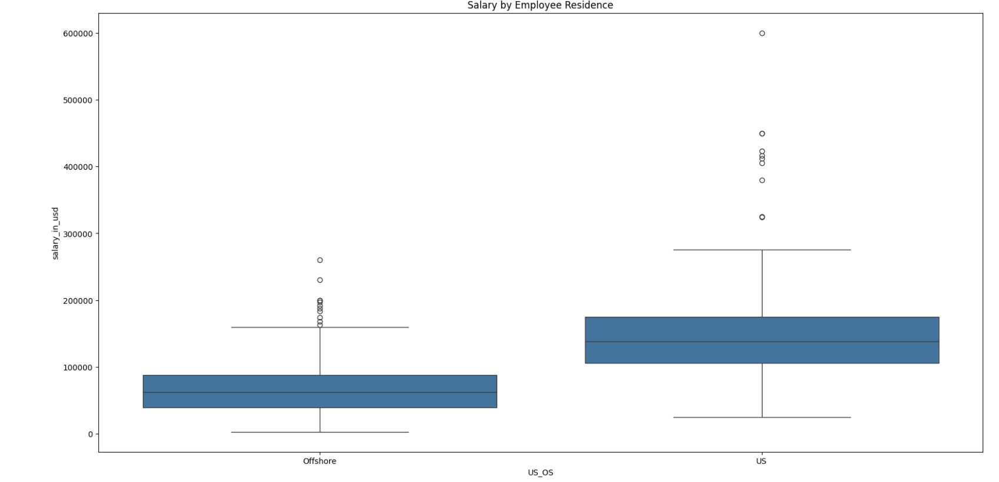 Salary by Employee Residence
salary_in_usd
600000
500000
400000
300000
200000
100000
0
Offshore
US
US_OS